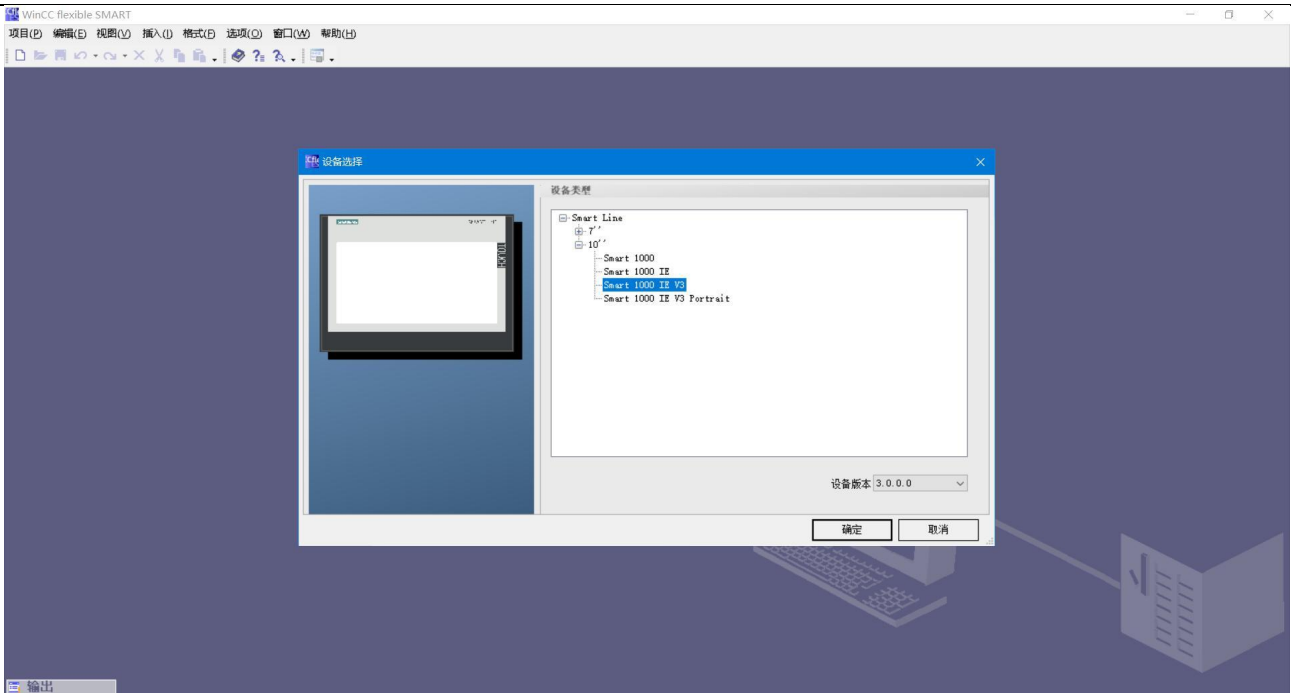 WinCC flexible SMART
项目(P) 编辑(E) 视图(V) 插入(I) 格式(F) 选项(O) 窗口(W) 帮助(H)
设备选择
设备类型
SIEMENS
TOUCH
Smart Line
7''
10''
Smart 1000
Smart 1000 IE
Smart 1000 IE V3
Smart 1000 IE V3 Portrait
设备版本 3.0.0.0
确定 取消
输出